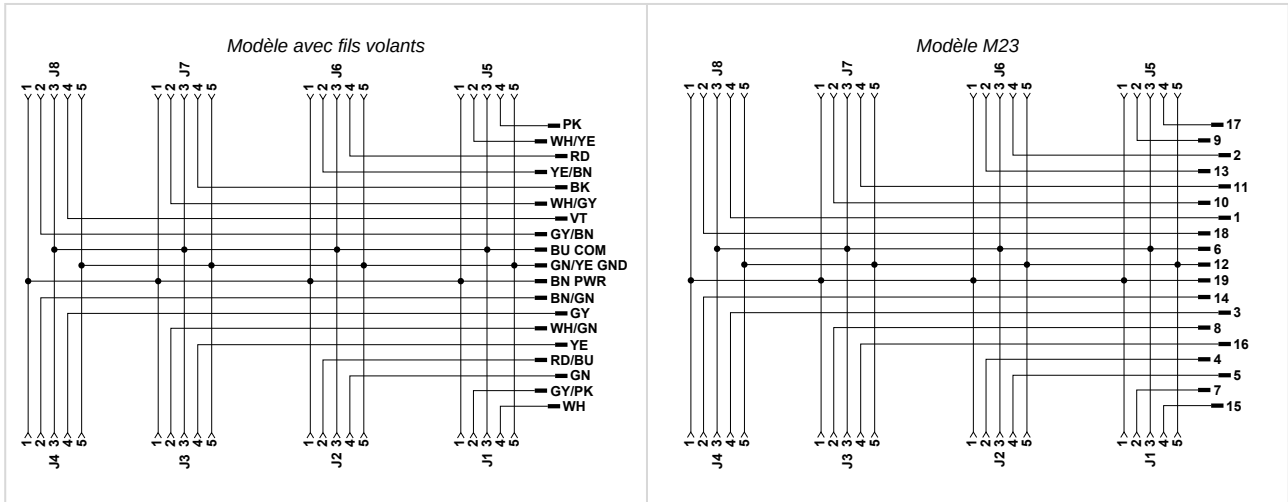 Modèle avec fils volants
J8 J7 J6 J5
1 2 3 4 5 1 2 3 4 5 1 2 3 4 5 1 2 3 4 5
PK
WH/YE
RD
YE/BN
BK
WH/GY
VT
GY/BN
BU COM
GN/YE GND
BN PWR
BN/GN
GY
WH/GN
YE
RD/BU
GN
GY/PK
WH
1 2 3 4 5 1 2 3 4 5 1 2 3 4 5 1 2 3 4 5
J4 J3 J2 J1
Modèle M23
J8 J7 J6 J5
1 2 3 4 5 1 2 3 4 5 1 2 3 4 5 1 2 3 4 5
17
9
2
13
11
10
1
18
6
12
19
14
3
8
16
4
5
7
15
1 2 3 4 5 1 2 3 4 5 1 2 3 4 5 1 2 3 4 5
J4 J3 J2 J1